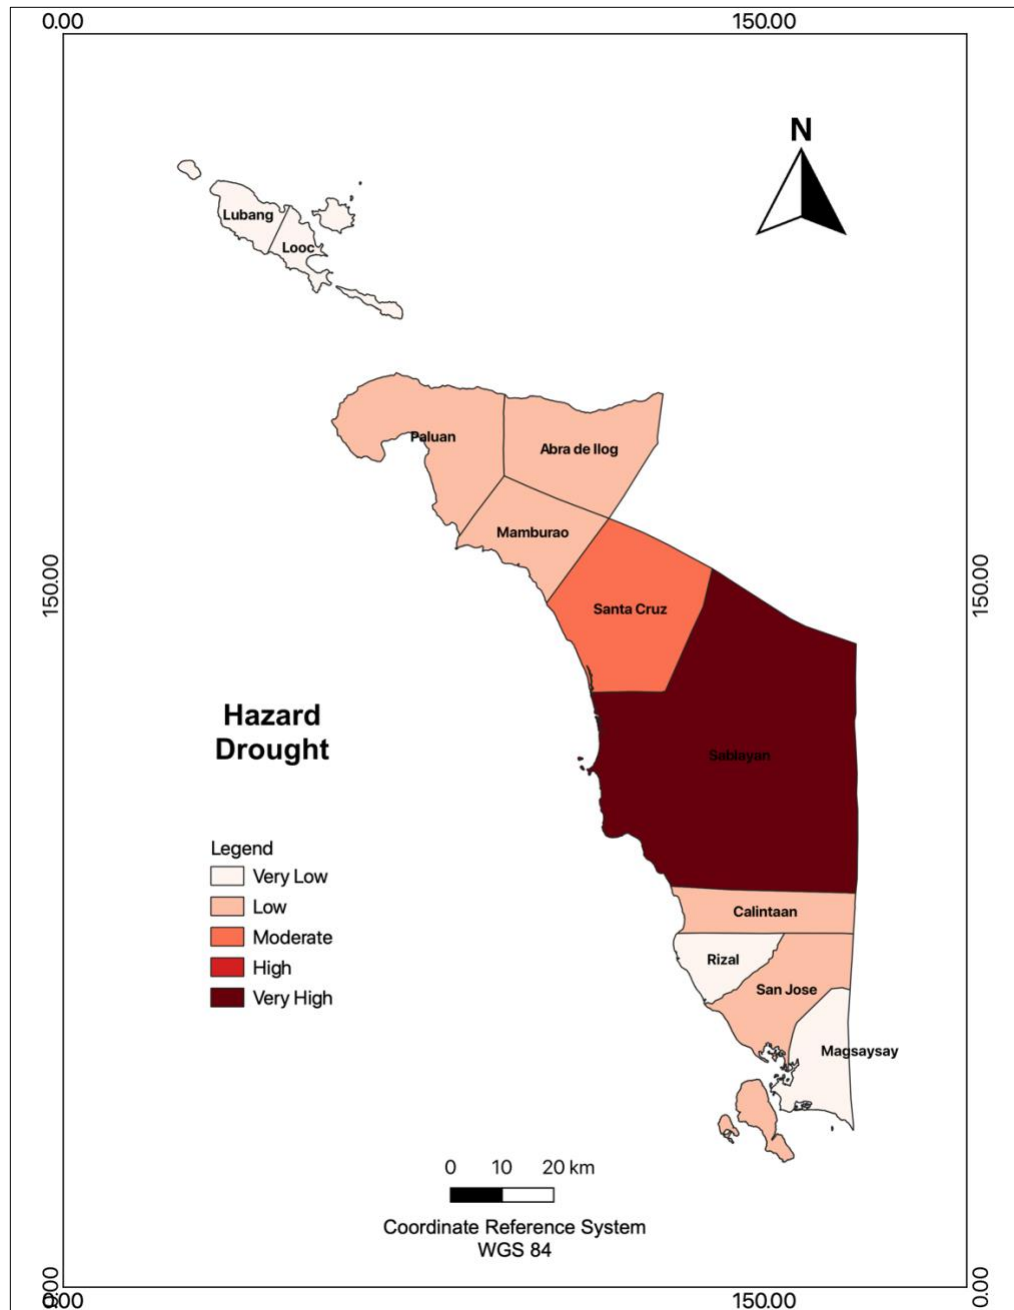 0.00 150.00
N
Lubang
Looc
Paluan
Abra de Ilog
Mamburao
150.00
150.00
Santa Cruz
Hazard
Drought
Sablayan
Legend
Very Low
Low
Moderate
High
Very High
Calintaan
Rizal
San Jose
Magsaysay
0 10 20 km
Coordinate Reference System
WGS 84
0.00
0.00
0.00 150.00